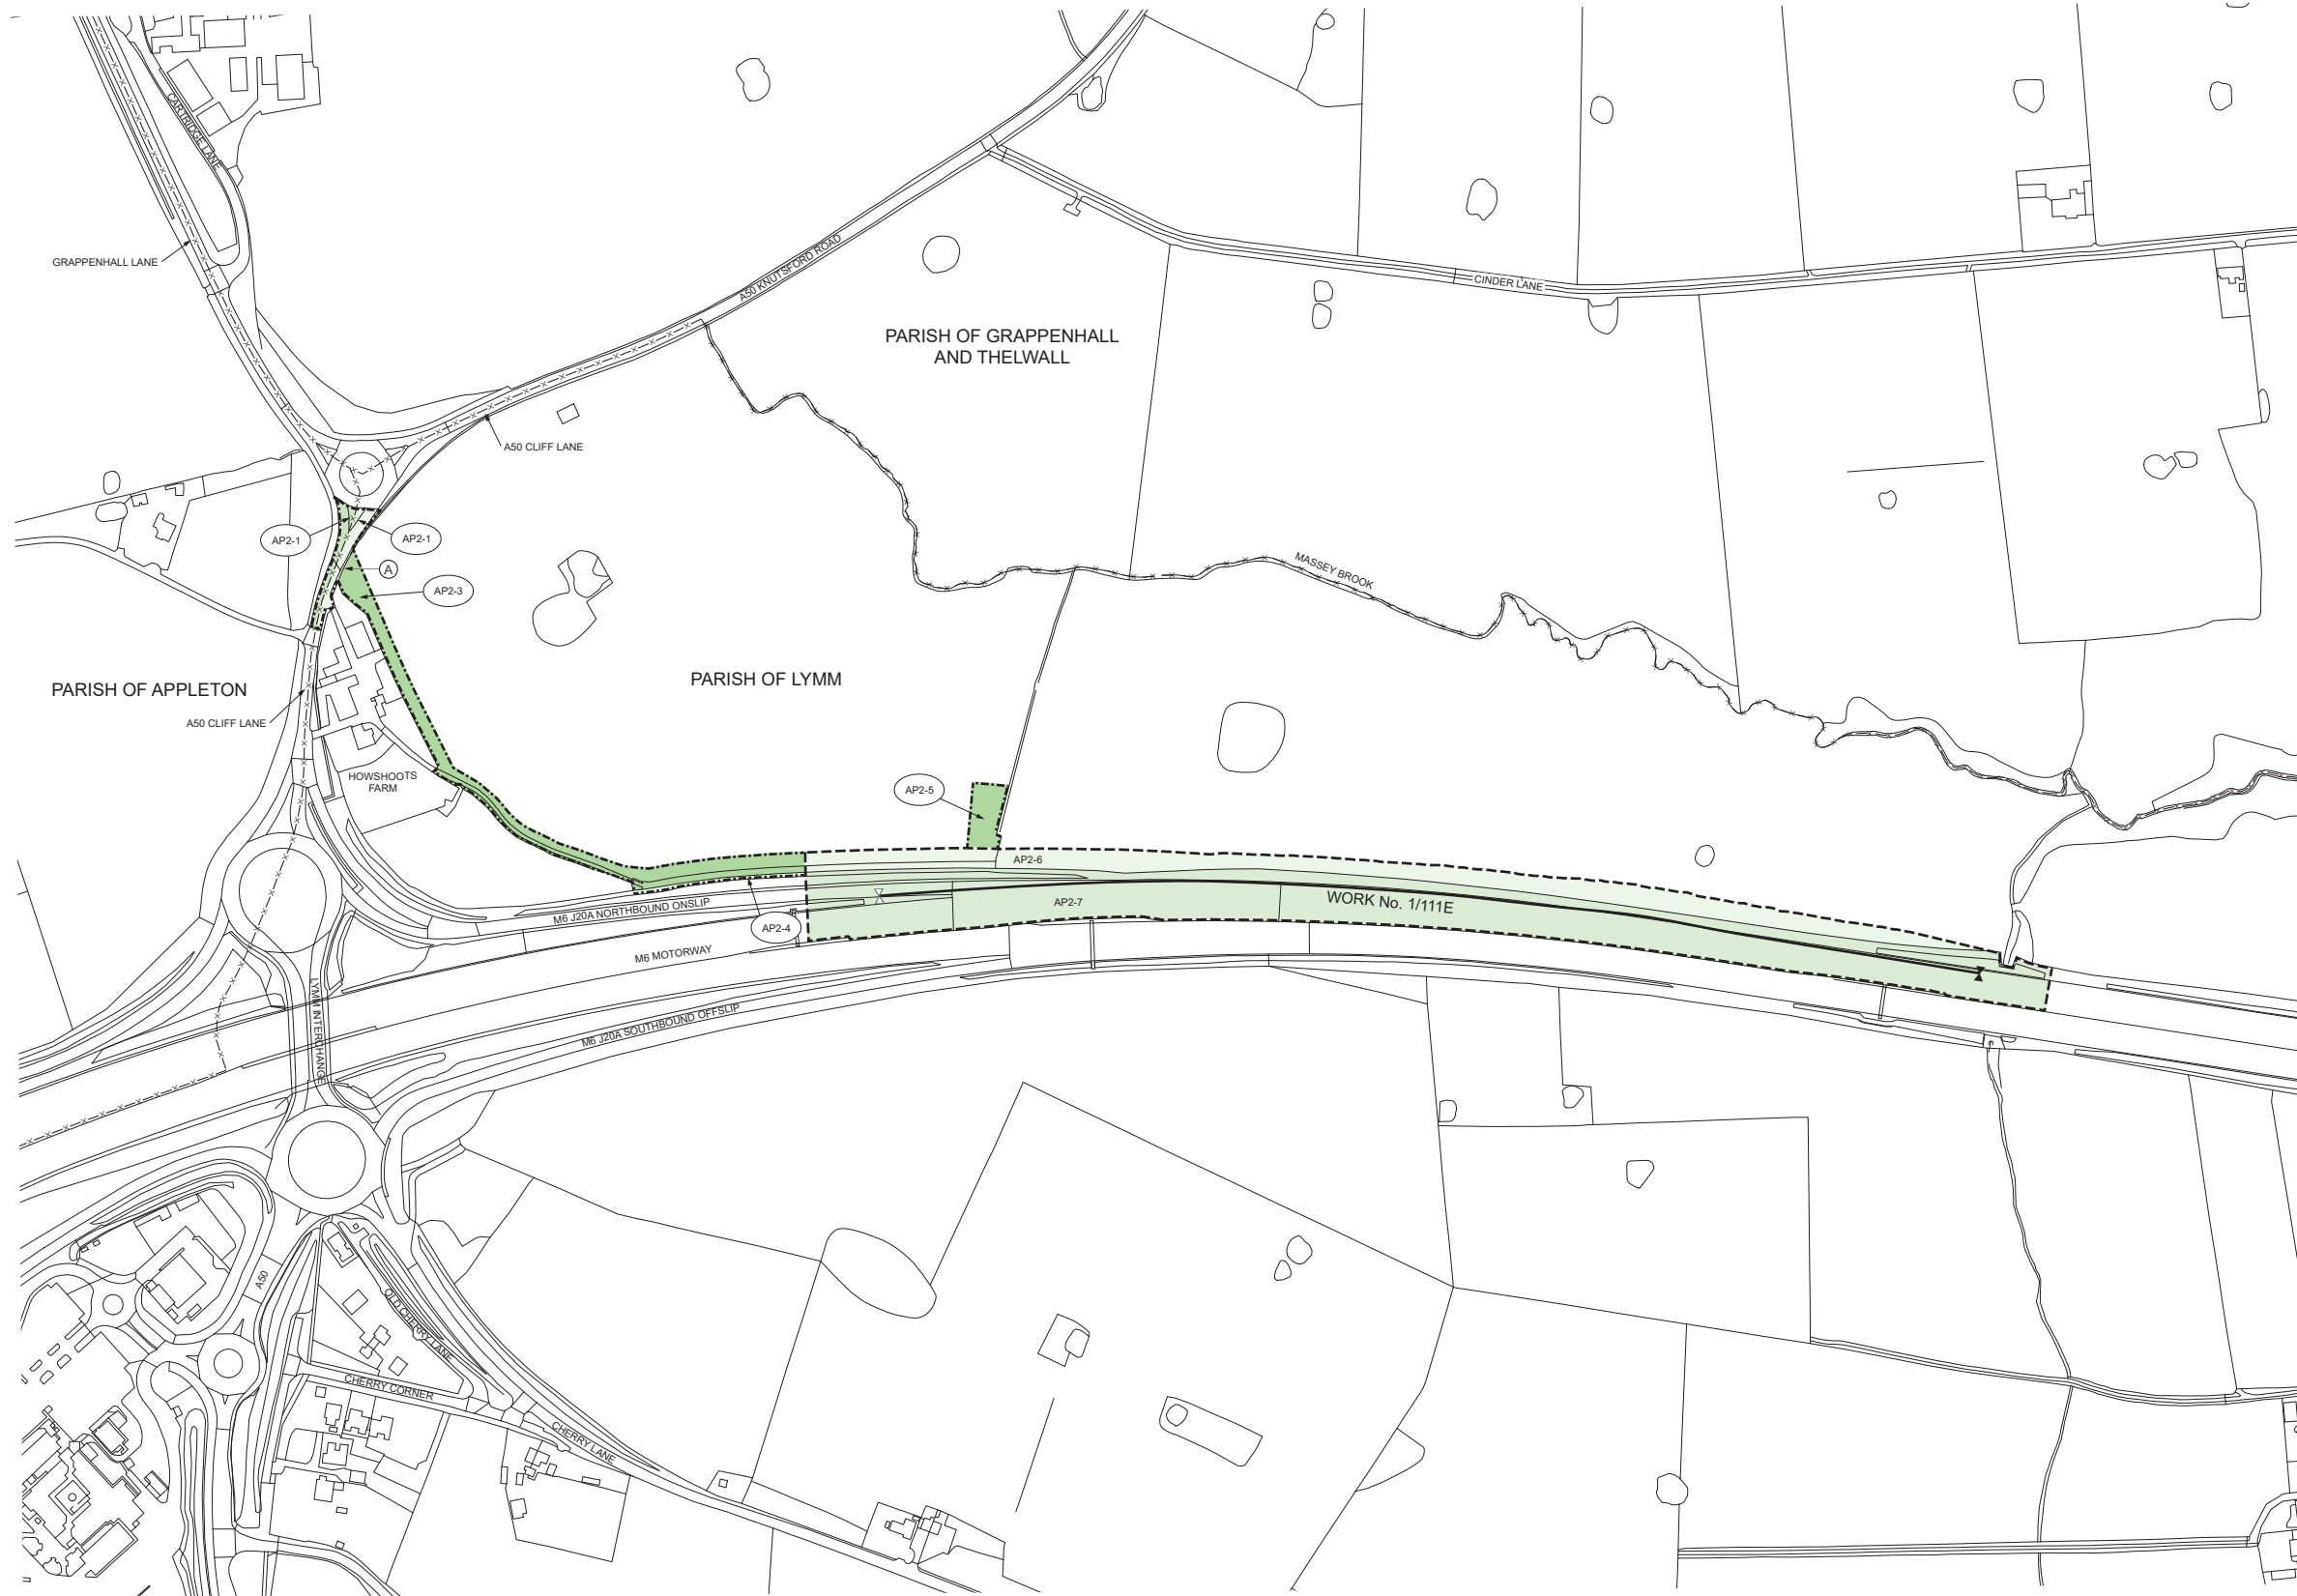 CARTRIDGE LANE
GRAPPENHALL LANE
A50 KNUTSFORD ROAD
CINDER LANE
PARISH OF GRAPPENHALL
AND THELWALL
A50 CLIFF LANE
AP2-1
AP2-1
A
AP2-3
MASSEY BROOK
PARISH OF APPLETON
PARISH OF LYMM
A50 CLIFF LANE
HOWSHOOTS
FARM
AP2-5
AP2-6
AP2-7
WORK No. 1/111E
M6 J20A NORTHBOUND ONSLIP
AP2-4
M6 MOTORWAY
LYMM INTERCHANGE
M6 J20A SOUTHBOUND OFFSLIP
A50
OLD CHERRY LANE
CHERRY CORNER
CHERRY LANE